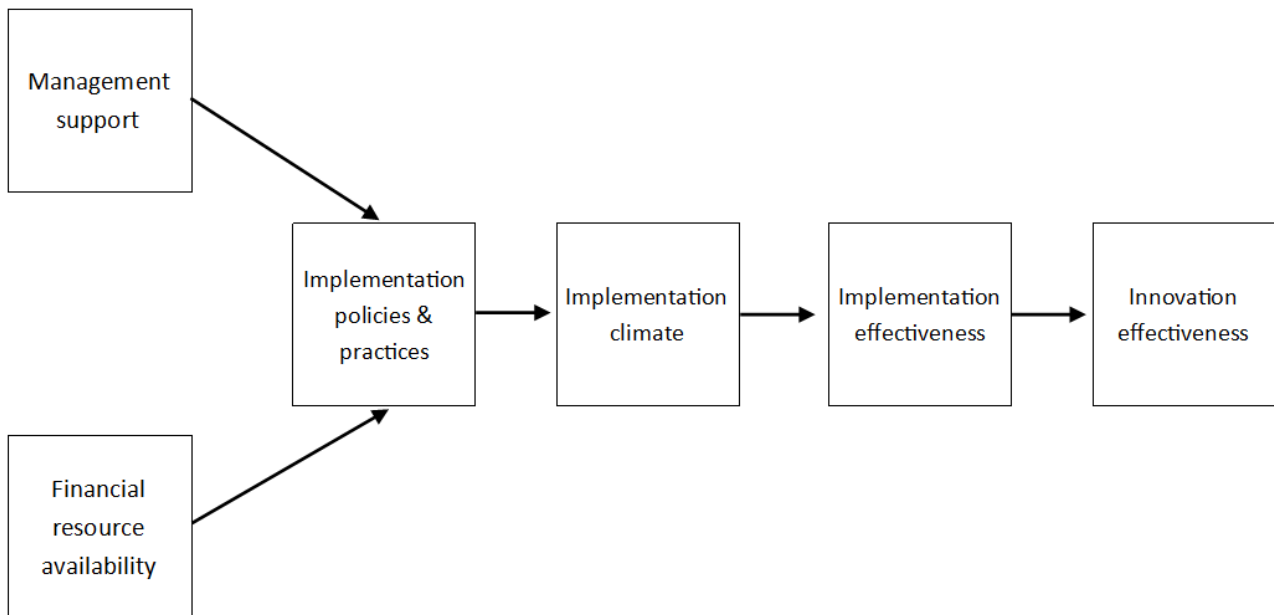 Management
support
Implementation
policies &
practices
Implementation
climate
Implementation
effectiveness
Innovation
effectiveness
Financial
resource
availability